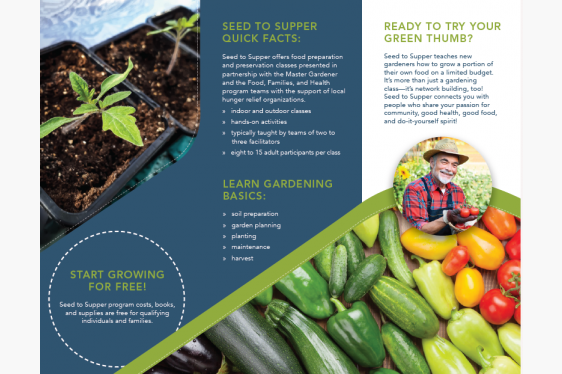 SEED TO SUPPER
QUICK FACTS:
Seed to Supper offers food preparation
and preservation classes presented in
partnership with the Master Gardener
and the Food, Families, and Health
program teams with the support of local
hunger relief organizations.
» indoor and outdoor classes
» hands-on activities
» typically taught by teams of two to
three facilitators
» eight to 15 adult participants per class
LEARN GARDENING
BASICS:
» soil preparation
» garden planning
» planting
» maintenance
» harvest
START GROWING
FOR FREE!
Seed to Supper program costs, books,
and supplies are free for qualifying
individuals and families.
READY TO TRY YOUR
GREEN THUMB?
Seed to Supper teaches new
gardeners how to grow a portion of
their own food on a limited budget.
It's more than just a gardening
class—it's network building, too!
Seed to Supper connects you with
people who share your passion for
community, good health, good food,
and do-it-yourself spirit!